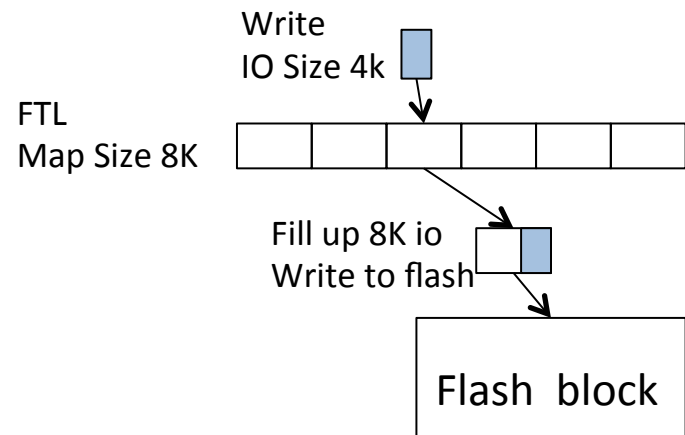 Write
IO Size 4k
FTL
Map Size 8K
Fill up 8K io
Write to flash
Flash block